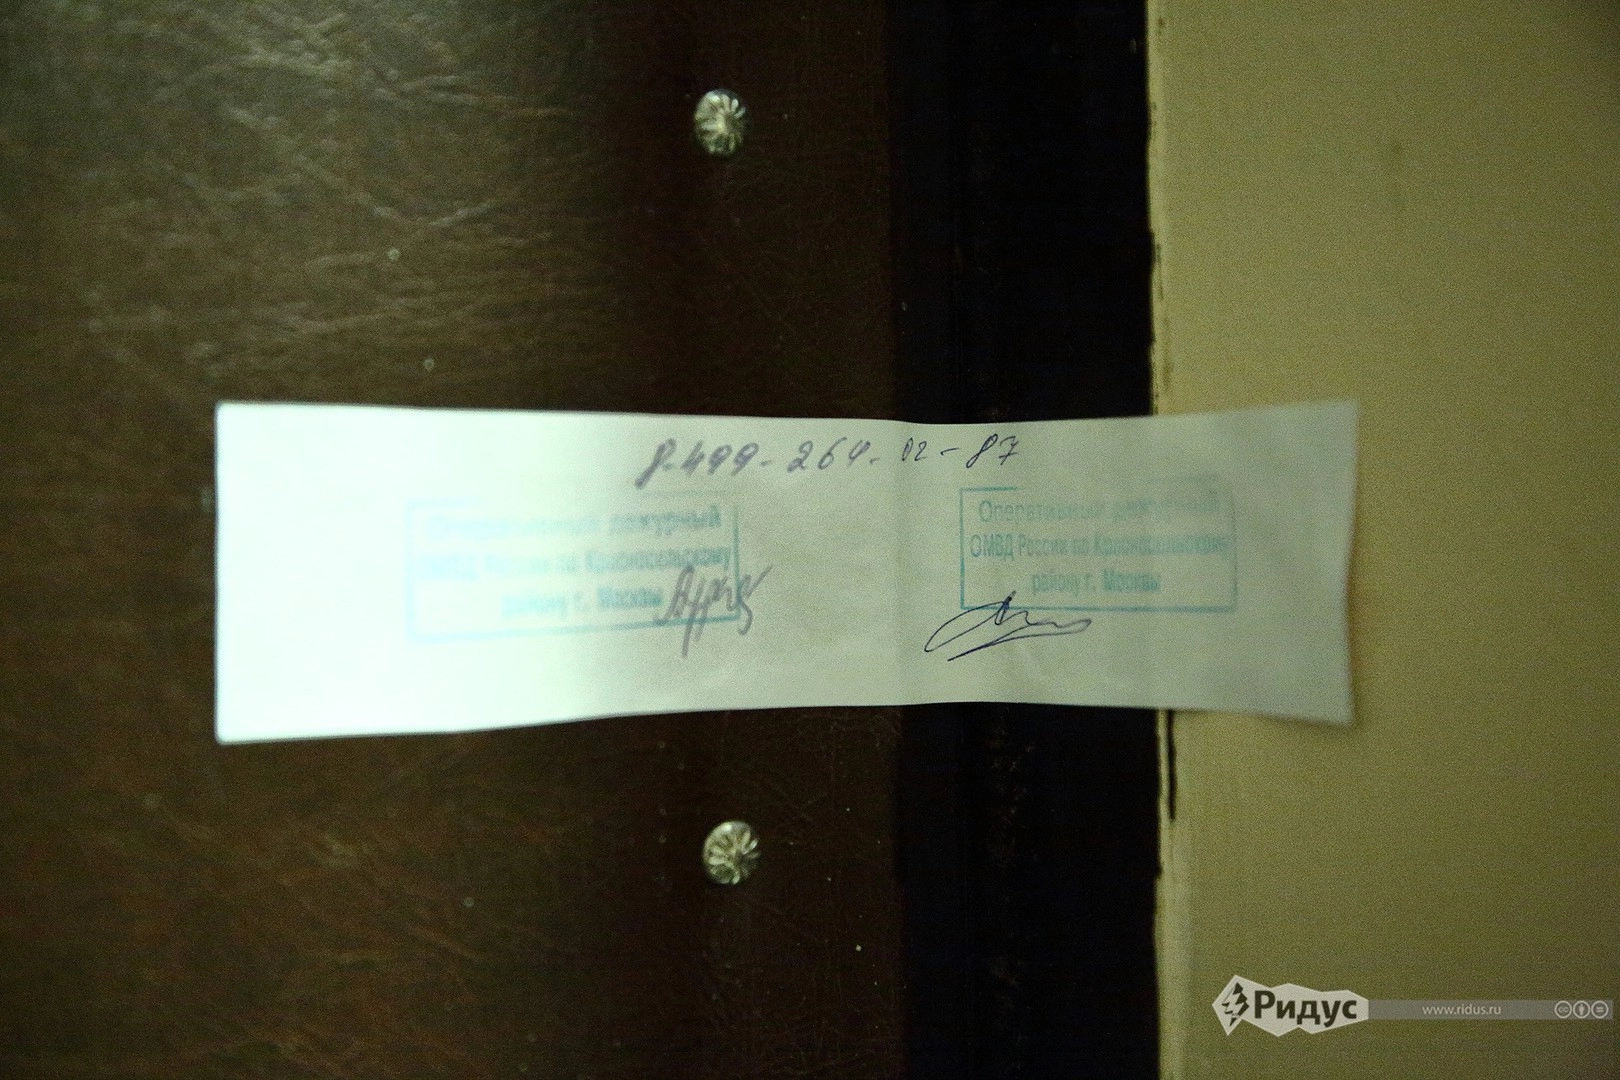 8-499-264-02-87
Оперативный дежурный
ОМВД России по Красносельскому
району г. Москвы
Оперативный дежурный
ОМВД России по Красносельскому
району г. Москвы
Ридус
www.ridus.ru